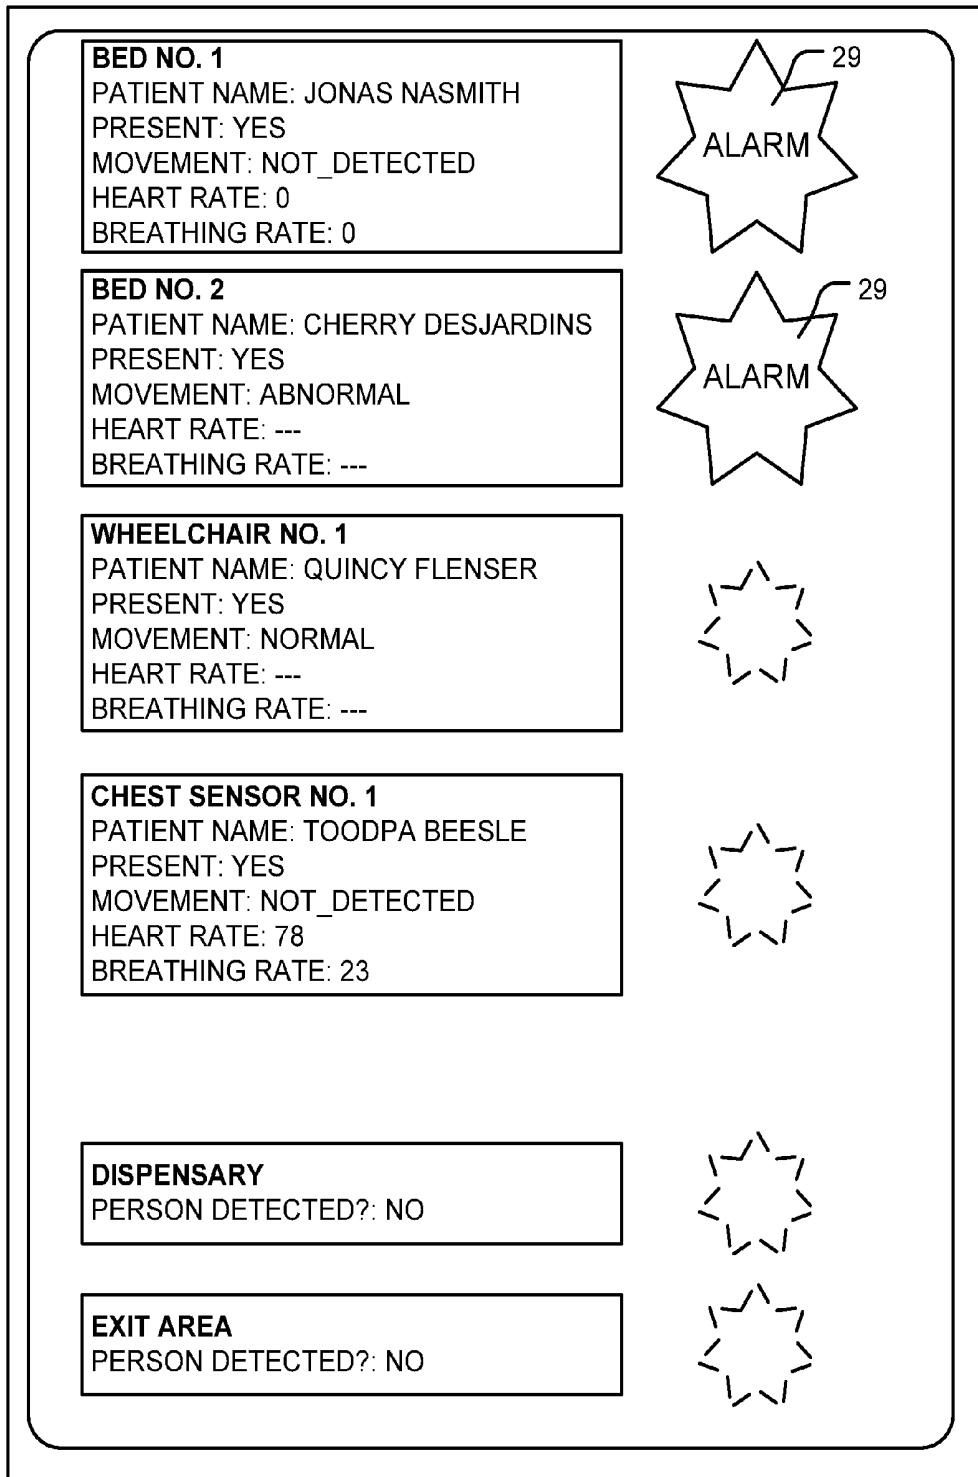 BED NO. 1
PATIENT NAME: JONAS NASMITH
PRESENT: YES
MOVEMENT: NOT_DETECTED
HEART RATE: 0
BREATHING RATE: 0
29
ALARM
BED NO. 2
PATIENT NAME: CHERRY DESJARDINS
PRESENT: YES
MOVEMENT: ABNORMAL
HEART RATE: ---
BREATHING RATE: ---
29
ALARM
WHEELCHAIR NO. 1
PATIENT NAME: QUINCY FLENSER
PRESENT: YES
MOVEMENT: NORMAL
HEART RATE: ---
BREATHING RATE: ---
CHEST SENSOR NO. 1
PATIENT NAME: TOODPA BEESLE
PRESENT: YES
MOVEMENT: NOT_DETECTED
HEART RATE: 78
BREATHING RATE: 23
DISPENSARY
PERSON DETECTED?: NO
EXIT AREA
PERSON DETECTED?: NO